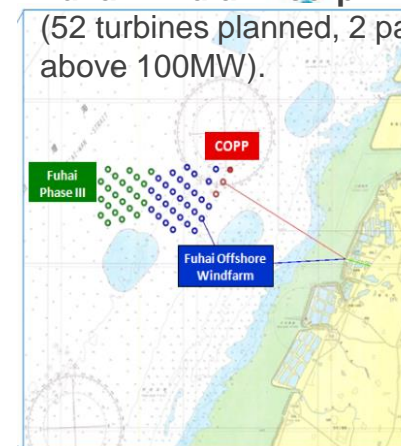 (52 turbines planned, 2 pa
above 100MW).
COPP
Fuhai
Phase III
Fuhai Offshore
Windfarm